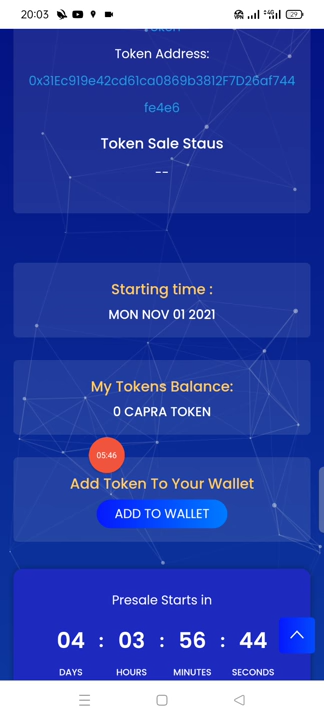 20:03
29
Token
Token Address:
0x31Ec919e42cd61ca0869b3812F7D26af744
fe4e6
Token Sale Staus
--
Starting time :
MON NOV 01 2021
My Tokens Balance:
0 CAPRA TOKEN
05:46
Add Token To Your Wallet
ADD TO WALLET
Presale Starts in
04 : 03 : 56 : 44
DAYS HOURS MINUTES SECONDS